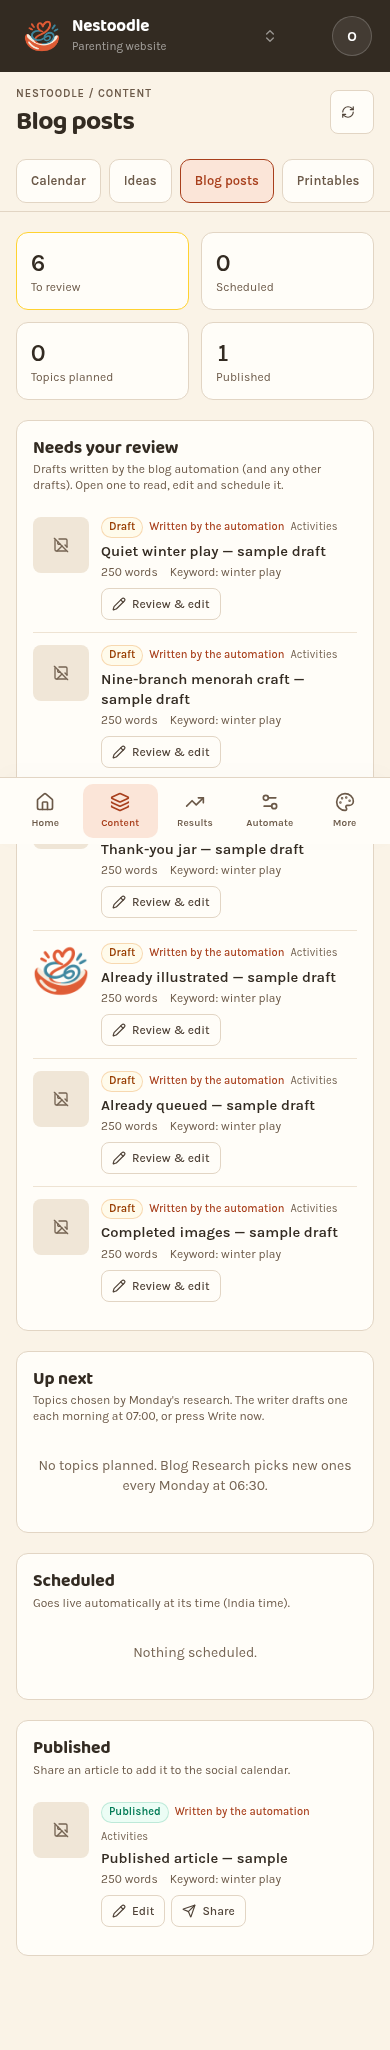 Nestoodle
Parenting website
O
NESTOODLE / CONTENT
Blog posts
Calendar
Ideas
Blog posts
Printables
6
To review
0
Scheduled
0
Topics planned
1
Published
Needs your review
Drafts written by the blog automation (and any other
drafts). Open one to read, edit and schedule it.
Draft Written by the automation Activities
Quiet winter play — sample draft
250 words Keyword: winter play
Review & edit
Draft Written by the automation Activities
Nine-branch menorah craft —
sample draft
250 words Keyword: winter play
Review & edit
Home
Content
Results
Automate
More
Thank-you jar — sample draft
250 words Keyword: winter play
Review & edit
Draft Written by the automation Activities
Already illustrated — sample draft
250 words Keyword: winter play
Review & edit
Draft Written by the automation Activities
Already queued — sample draft
250 words Keyword: winter play
Review & edit
Draft Written by the automation Activities
Completed images — sample draft
250 words Keyword: winter play
Review & edit
Up next
Topics chosen by Monday's research. The writer drafts one
each morning at 07:00, or press Write now.
No topics planned. Blog Research picks new ones
every Monday at 06:30.
Scheduled
Goes live automatically at its time (India time).
Nothing scheduled.
Published
Share an article to add it to the social calendar.
Published Written by the automation
Activities
Published article — sample
250 words Keyword: winter play
Edit
Share